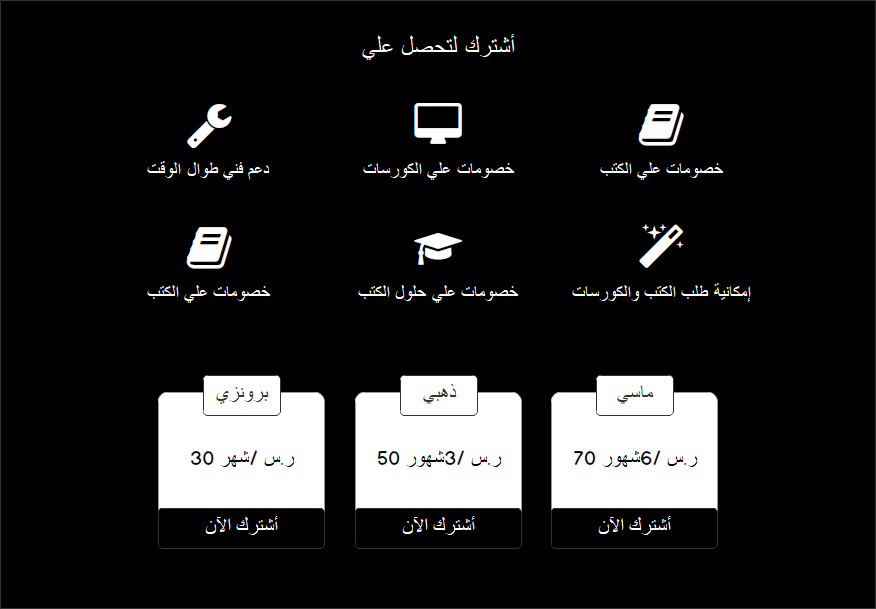 أشترك لتحصل علي
خصومات علي الكتب
خصومات علي الكورسات
دعم فني طوال الوقت
إمكانية طلب الكتب والكورسات
خصومات علي حلول الكتب
خصومات علي الكتب
ماسي
ذهبي
برونزي
70 ر.س /6شهور
50 ر.س /3شهور
30 ر.س /شهر
أشترك الآن
أشترك الآن
أشترك الآن